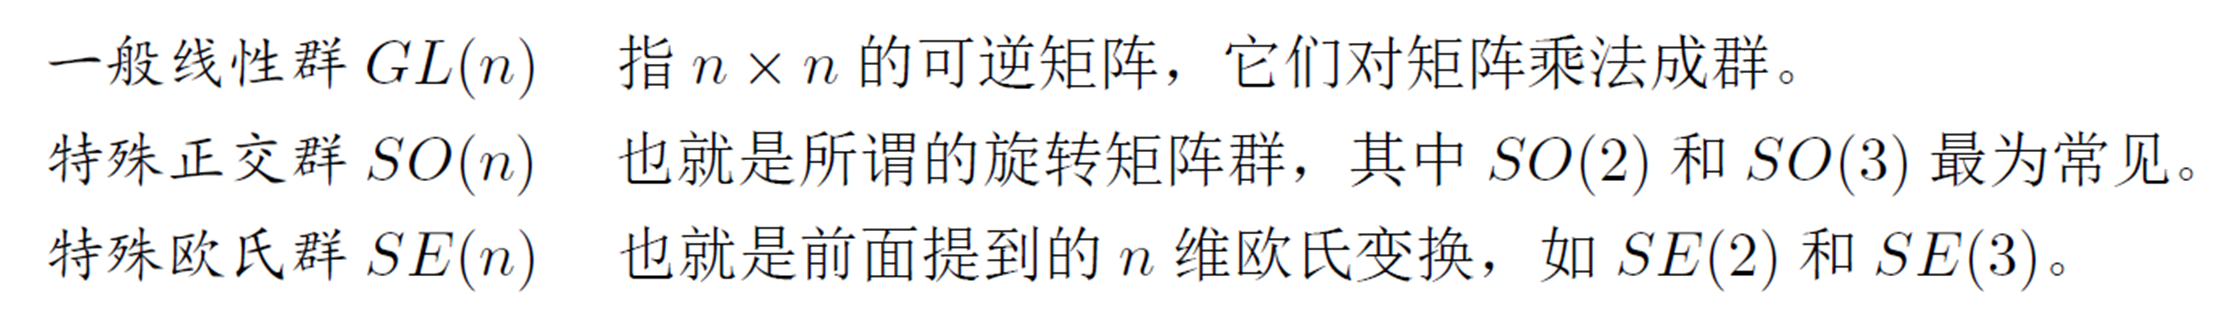 一般线性群 GL(n) 指 n × n 的可逆矩阵，它们对矩阵乘法成群。
特殊正交群 SO(n) 也就是所谓的旋转矩阵群，其中 SO(2) 和 SO(3) 最为常见。
特殊欧氏群 SE(n) 也就是前面提到的 n 维欧氏变换，如 SE(2) 和 SE(3)。